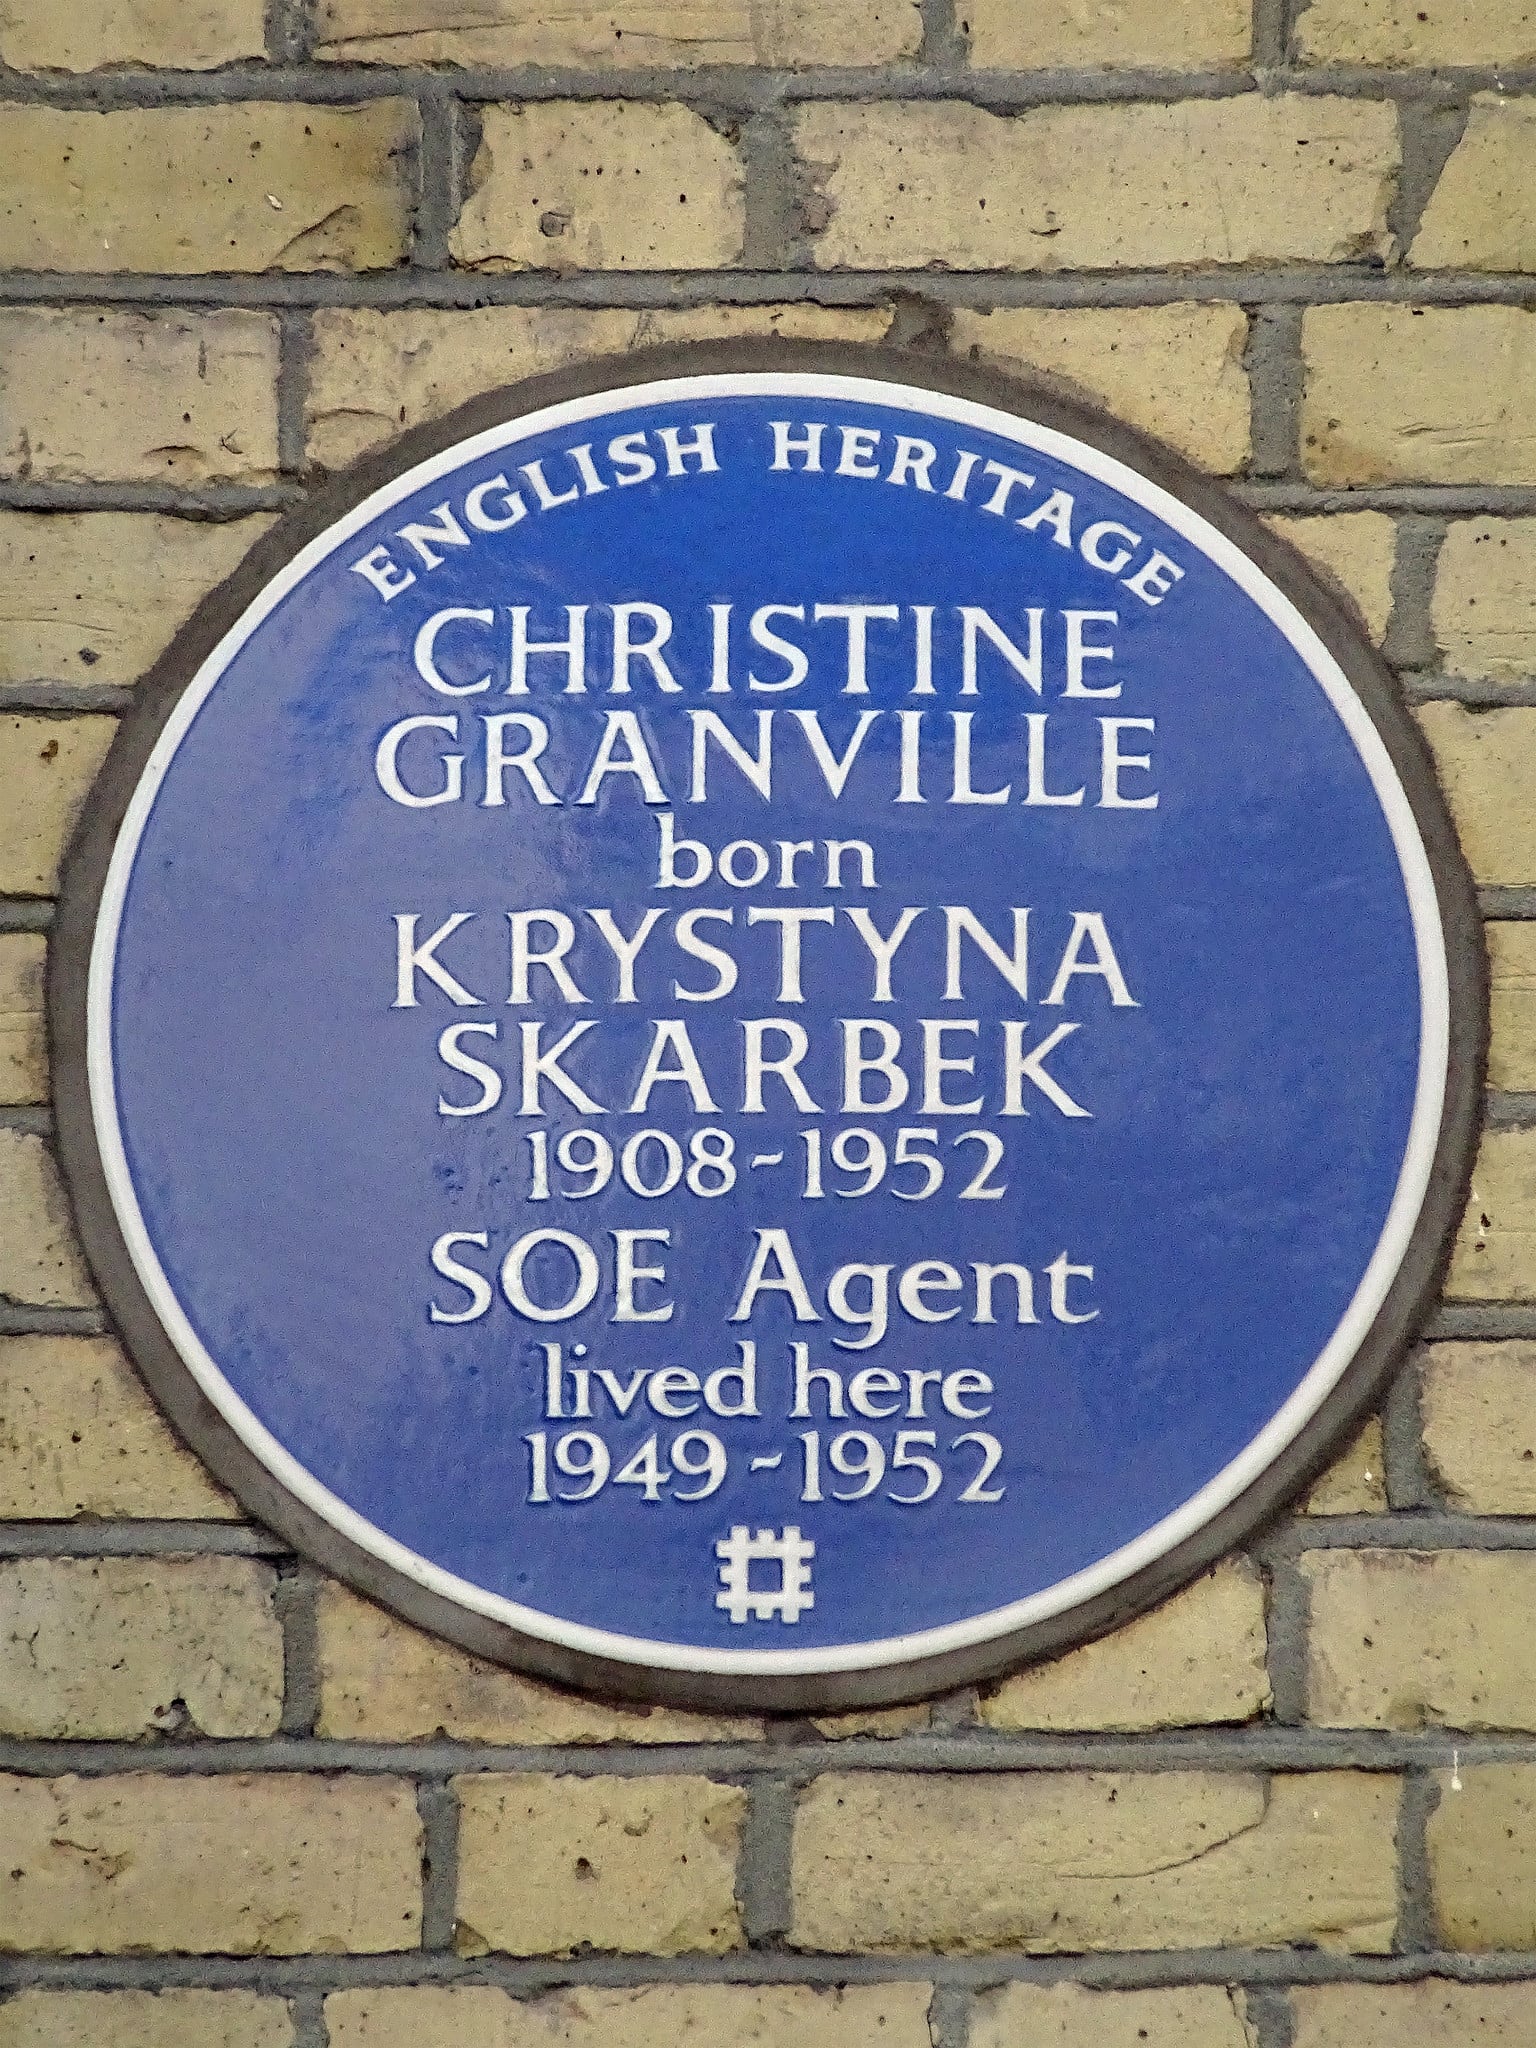 ENGLISH HERITAGE
CHRISTINE
GRANVILLE
born
KRYSTYNA
SKARBEK
1908-1952
SOE Agent
lived here
1949-1952